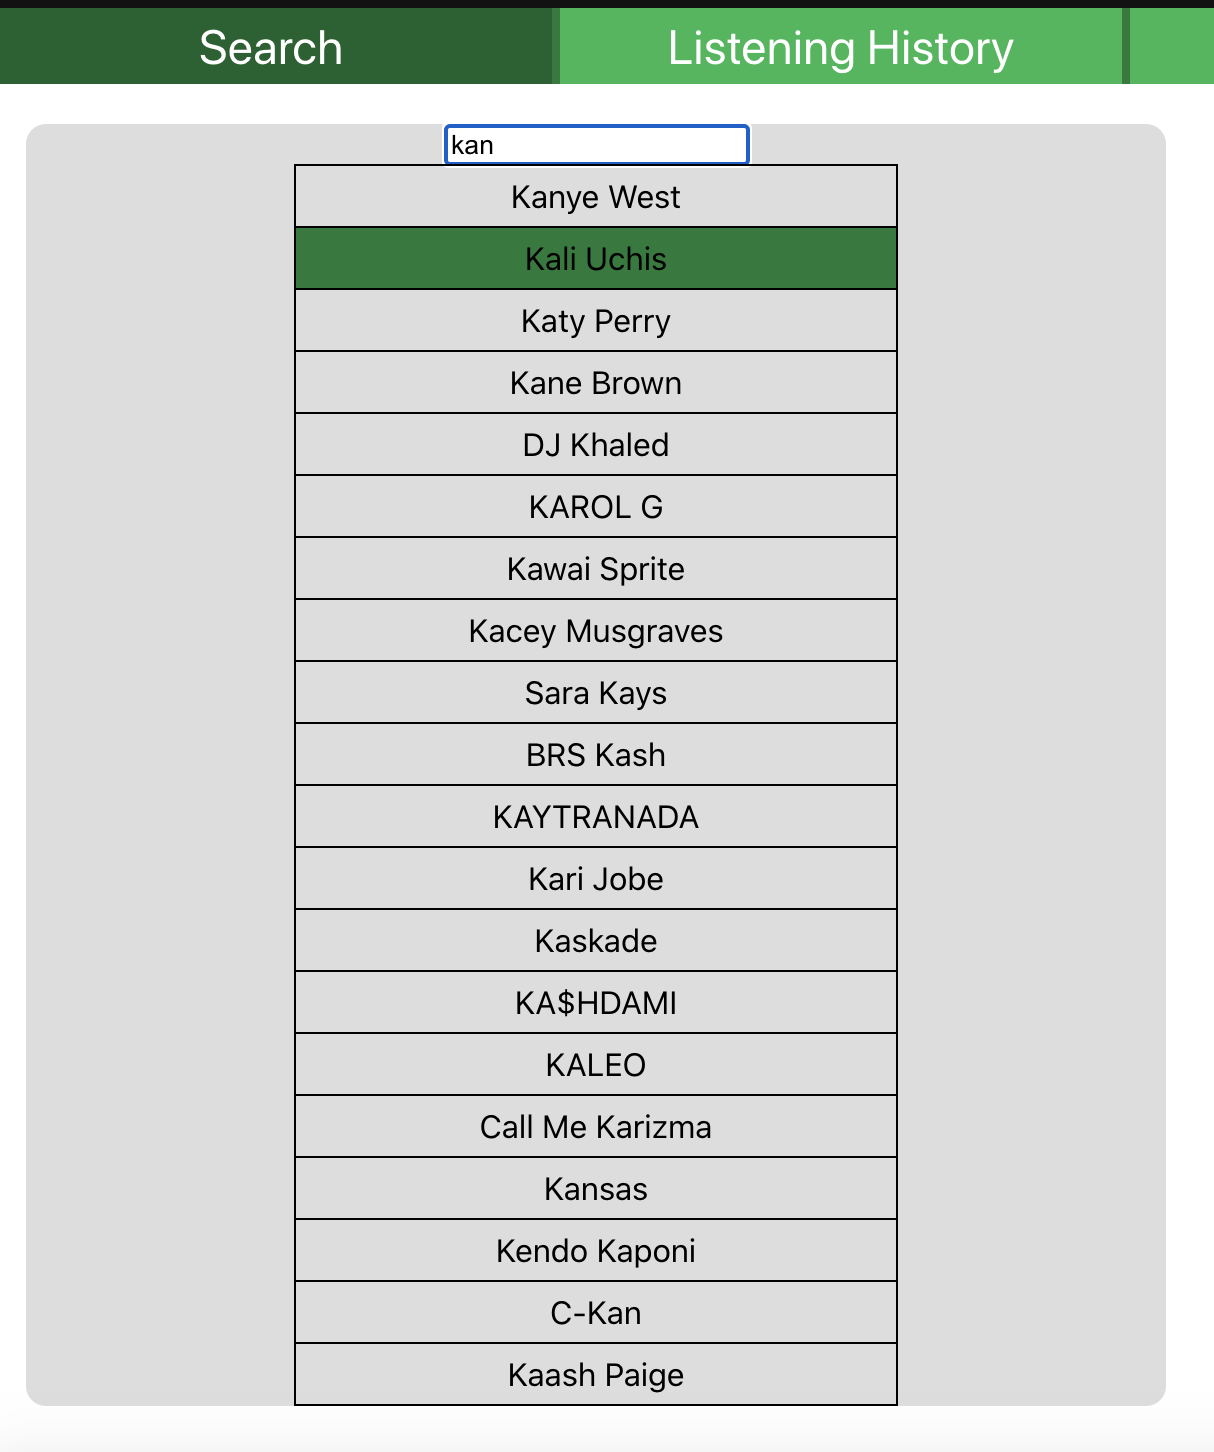 Search
Listening History
kan
Kanye West
Kali Uchis
Katy Perry
Kane Brown
DJ Khaled
KAROL G
Kawai Sprite
Kacey Musgraves
Sara Kays
BRS Kash
KAYTRANADA
Kari Jobe
Kaskade
KA$HDAMI
KALEO
Call Me Karizma
Kansas
Kendo Kaponi
C-Kan
Kaash Paige